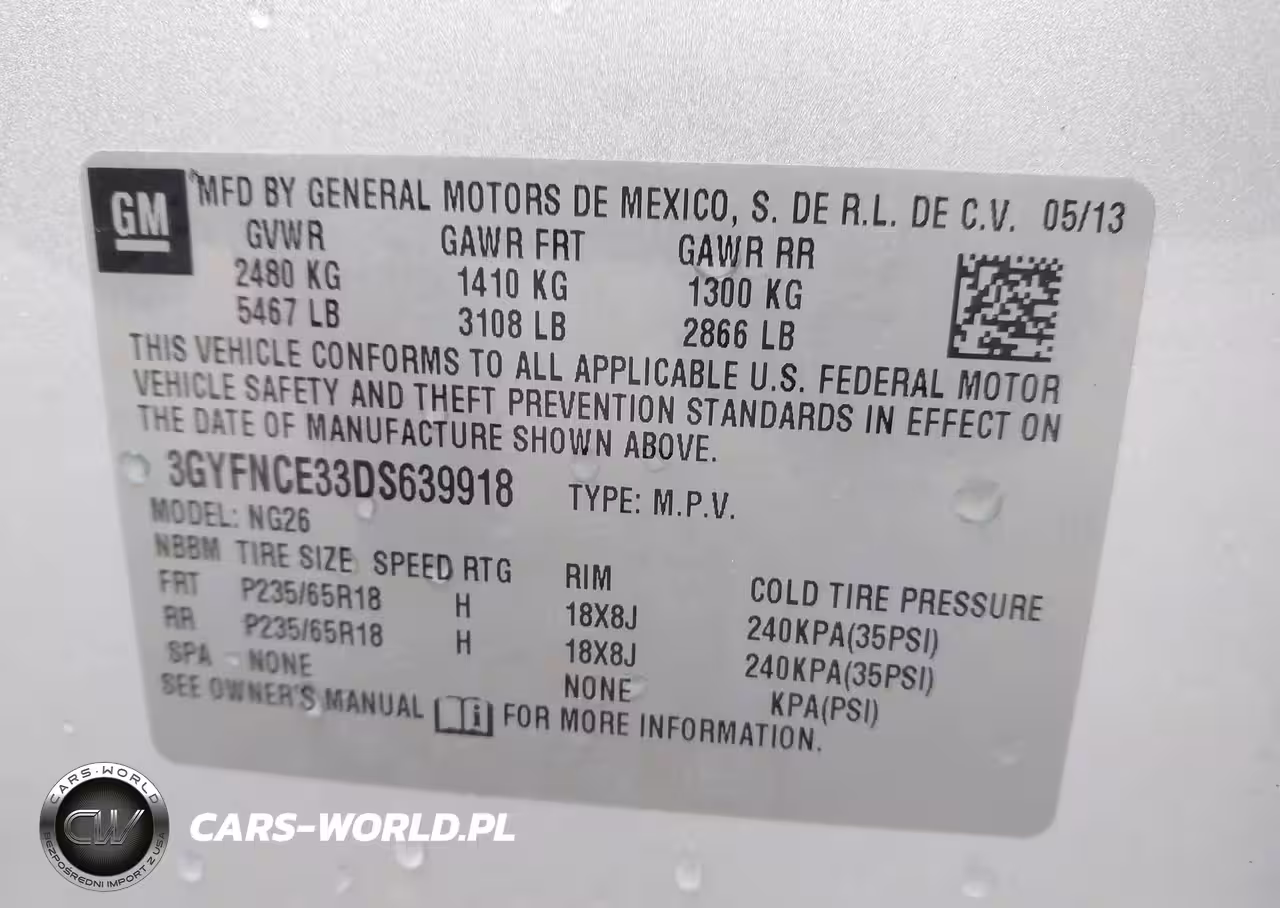 GM
MFD BY GENERAL MOTORS DE MEXICO, S. DE R.L. DE C.V. 05/13
GVWR GAWR FRT GAWR RR
2480 KG 1410 KG 1300 KG
5467 LB 3108 LB 2866 LB
THIS VEHICLE CONFORMS TO ALL APPLICABLE U.S. FEDERAL MOTOR
VEHICLE SAFETY AND THEFT PREVENTION STANDARDS IN EFFECT ON
THE DATE OF MANUFACTURE SHOWN ABOVE.
3GYFNCE33DS639918 TYPE: M.P.V.
MODEL: NG26
NBBM TIRE SIZE SPEED RTG RIM COLD TIRE PRESSURE
FRT P235/65R18 H 18X8J 240KPA(35PSI)
RR P235/65R18 H 18X8J 240KPA(35PSI)
SPA NONE NONE KPA(PSI)
SEE OWNER'S MANUAL i FOR MORE INFORMATION.
CARS-WORLD
CW
BEZPOŚREDNI IMPORT Z USA
CARS-WORLD.PL